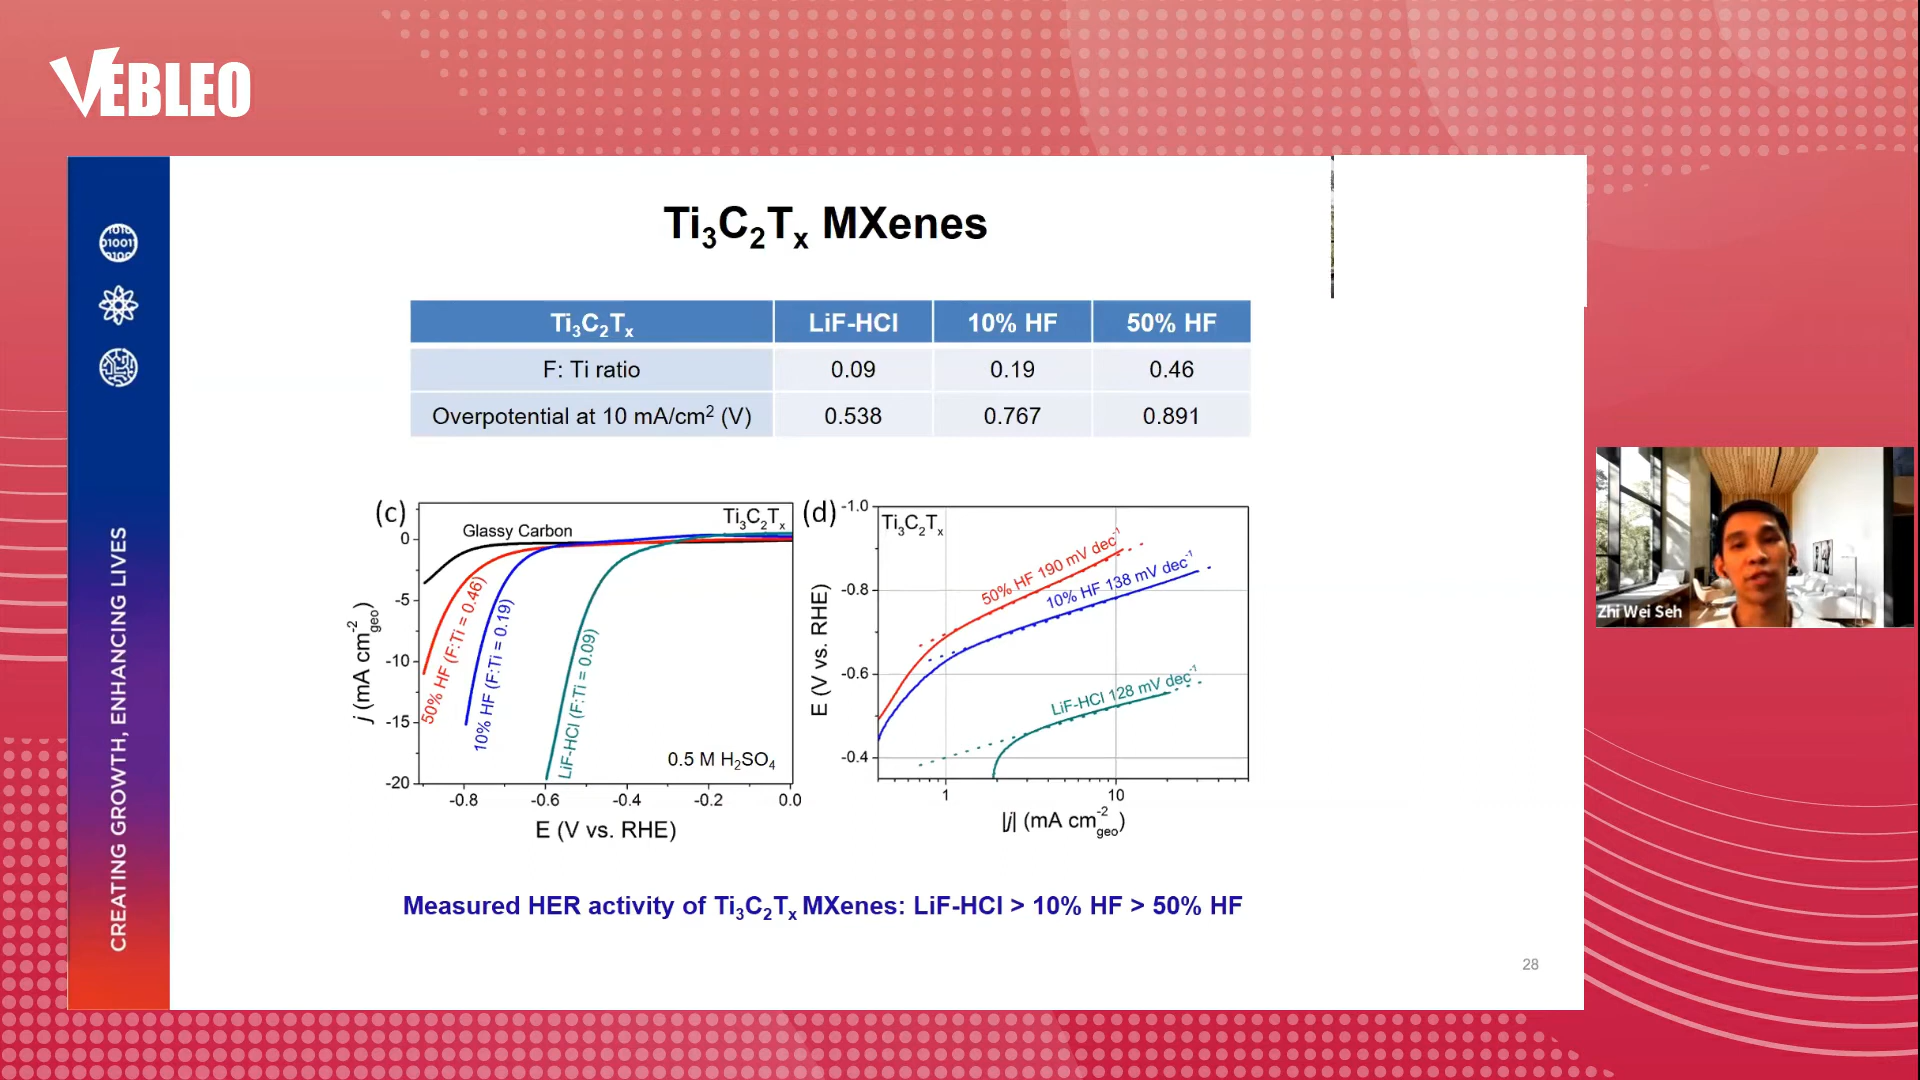 VEBLEO
CREATING GROWTH, ENHANCING LIVES
Ti₃C₂Tₓ MXenes
Ti₃C₂Tₓ LiF-HCl 10% HF 50% HF
F: Ti ratio 0.09 0.19 0.46
Overpotential at 10 mA/cm² (V) 0.538 0.767 0.891
(c)
Glassy Carbon
Ti₃C₂Tₓ
50% HF (F:Ti = 0.46)
10% HF (F:Ti = 0.19)
LiF-HCl (F:Ti = 0.09)
0.5 M H₂SO₄
0
-5
-10
-15
-20
j (mA cm⁻²geo)
-0.8 -0.6 -0.4 -0.2 0.0
E (V vs. RHE)
(d)
Ti₃C₂Tₓ
50% HF 190 mV dec⁻¹
10% HF 138 mV dec⁻¹
LiF-HCl 128 mV dec⁻¹
-1.0
-0.8
-0.6
-0.4
E (V vs. RHE)
1 10
|j| (mA cm⁻²geo)
Measured HER activity of Ti₃C₂Tₓ MXenes: LiF-HCl > 10% HF > 50% HF
28
Zhi Wei Seh